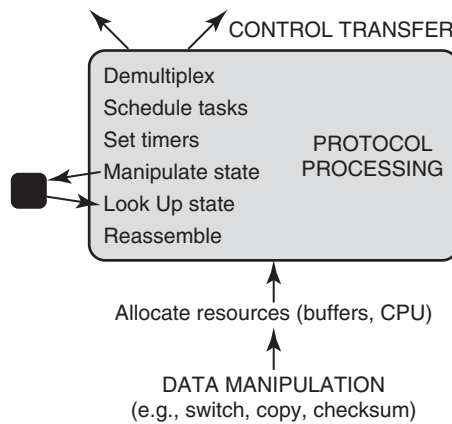 CONTROL TRANSFER
Demultiplex
Schedule tasks
Set timers
Manipulate state
Look Up state
Reassemble
PROTOCOL
PROCESSING
Allocate resources (buffers, CPU)
DATA MANIPULATION
(e.g., switch, copy, checksum)